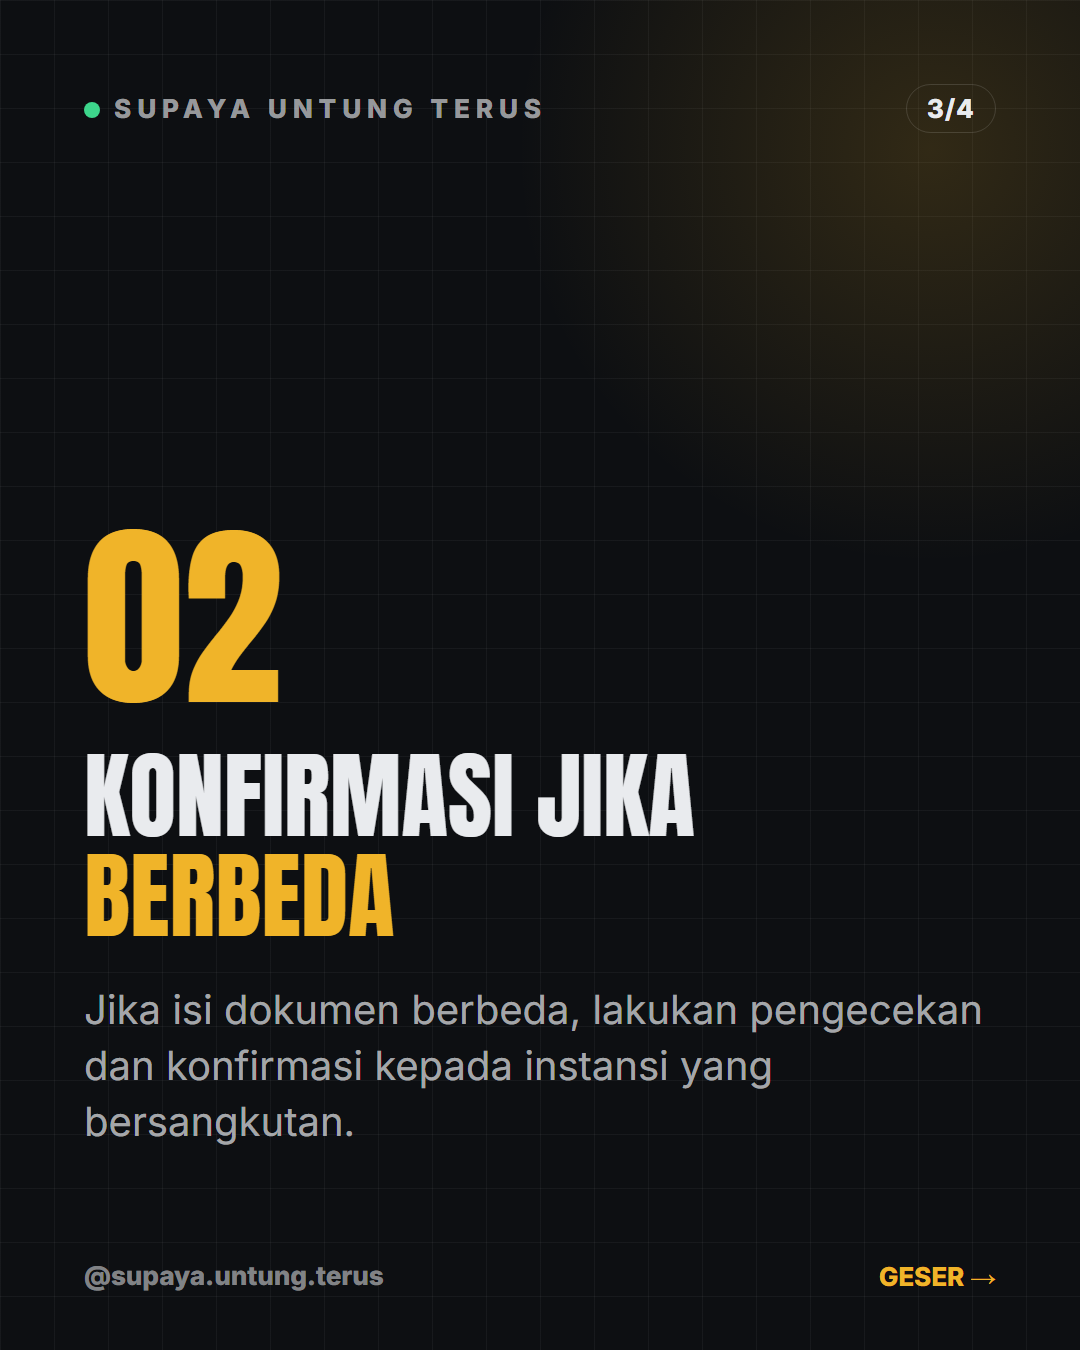 SUPAYA UNTUNG TERUS
3/4
02
KONFIRMASI JIKA
BERBEDA
Jika isi dokumen berbeda, lakukan pengecekan
dan konfirmasi kepada instansi yang
bersangkutan.
@supaya.untung.terus
GESER →